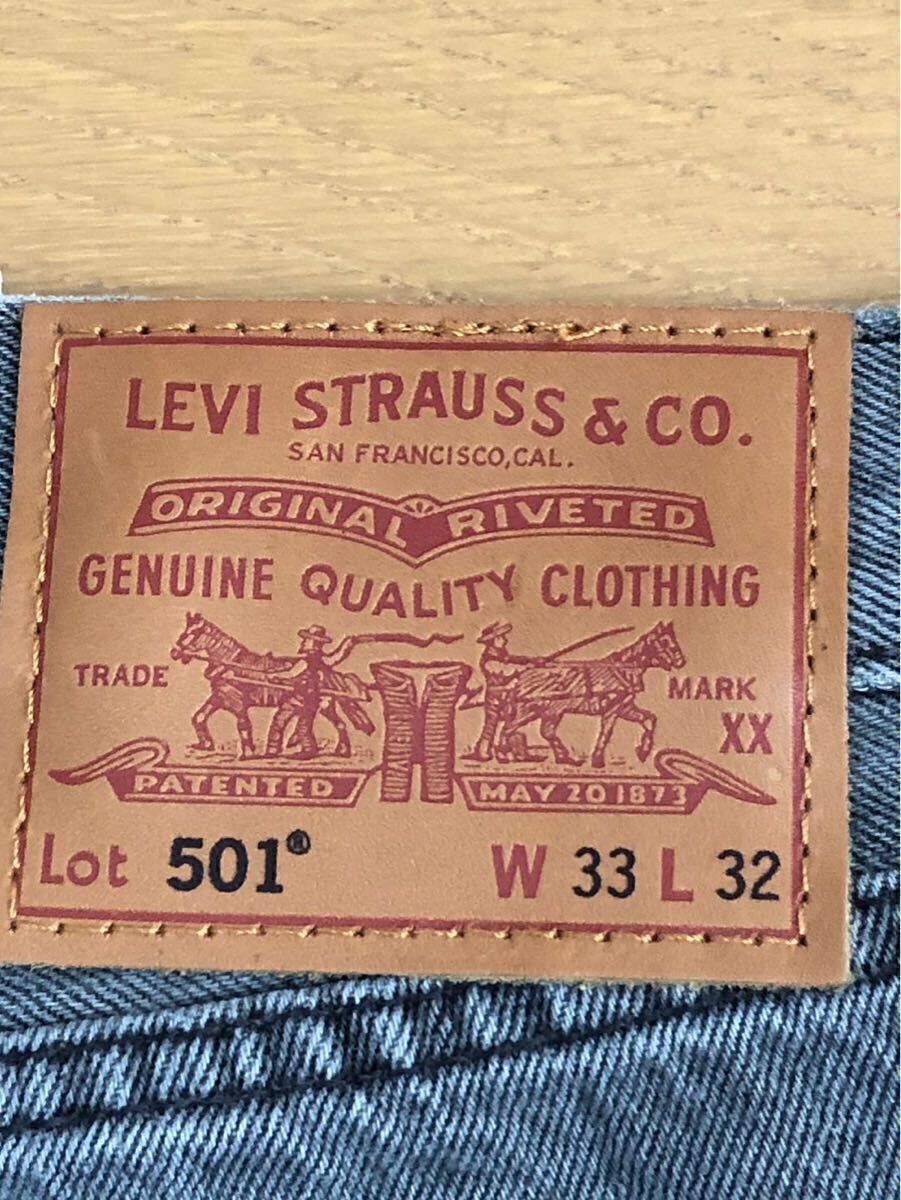 LEVI STRAUSS & CO.
SAN FRANCISCO, CAL.
ORIGINAL RIVETED
GENUINE QUALITY CLOTHING
TRADE MARK
XX
PATENTED MAY 20 1873
Lot 501® W 33 L 32